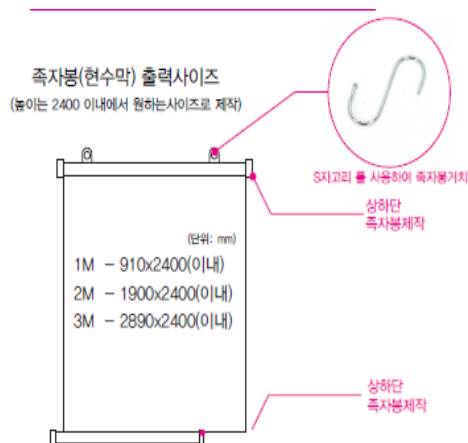 족자봉(현수막) 출력사이즈
(높이는 2400 이내에서 원하는사이즈로 제작)
S자고리 를 사용하여 족자봉거치
상하단
족자봉제작
(단위: mm)
1M - 910x2400(이내)
2M - 1900x2400(이내)
3M - 2890x2400(이내)
상하단
족자봉제작